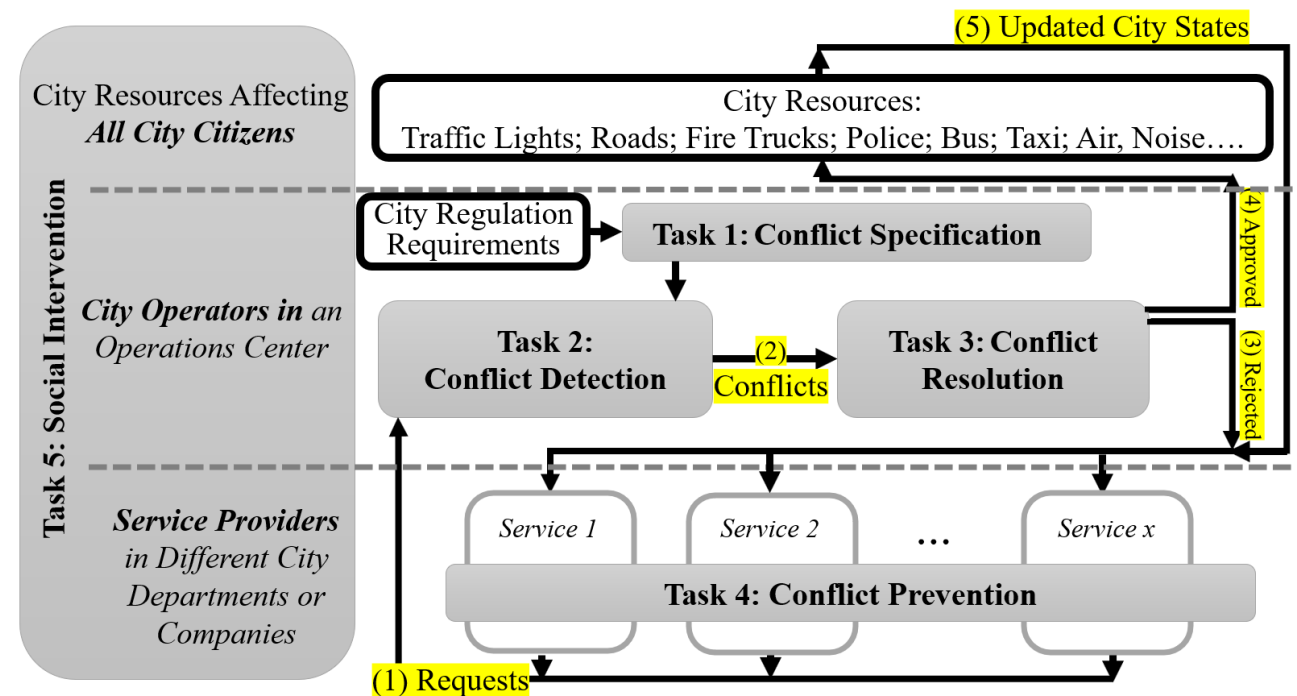 (5) Updated City States
City Resources Affecting
All City Citizens
City Resources:
Traffic Lights; Roads; Fire Trucks; Police; Bus; Taxi; Air, Noise….
Task 5: Social Intervention
City Regulation
Requirements
Task 1: Conflict Specification
(4) Approved
City Operators in an
Operations Center
Task 2:
Conflict Detection
(2)
Conflicts
Task 3: Conflict
Resolution
(3) Rejected
Service Providers
in Different City
Departments or
Companies
Service 1
Service 2
…
Service x
Task 4: Conflict Prevention
(1) Requests